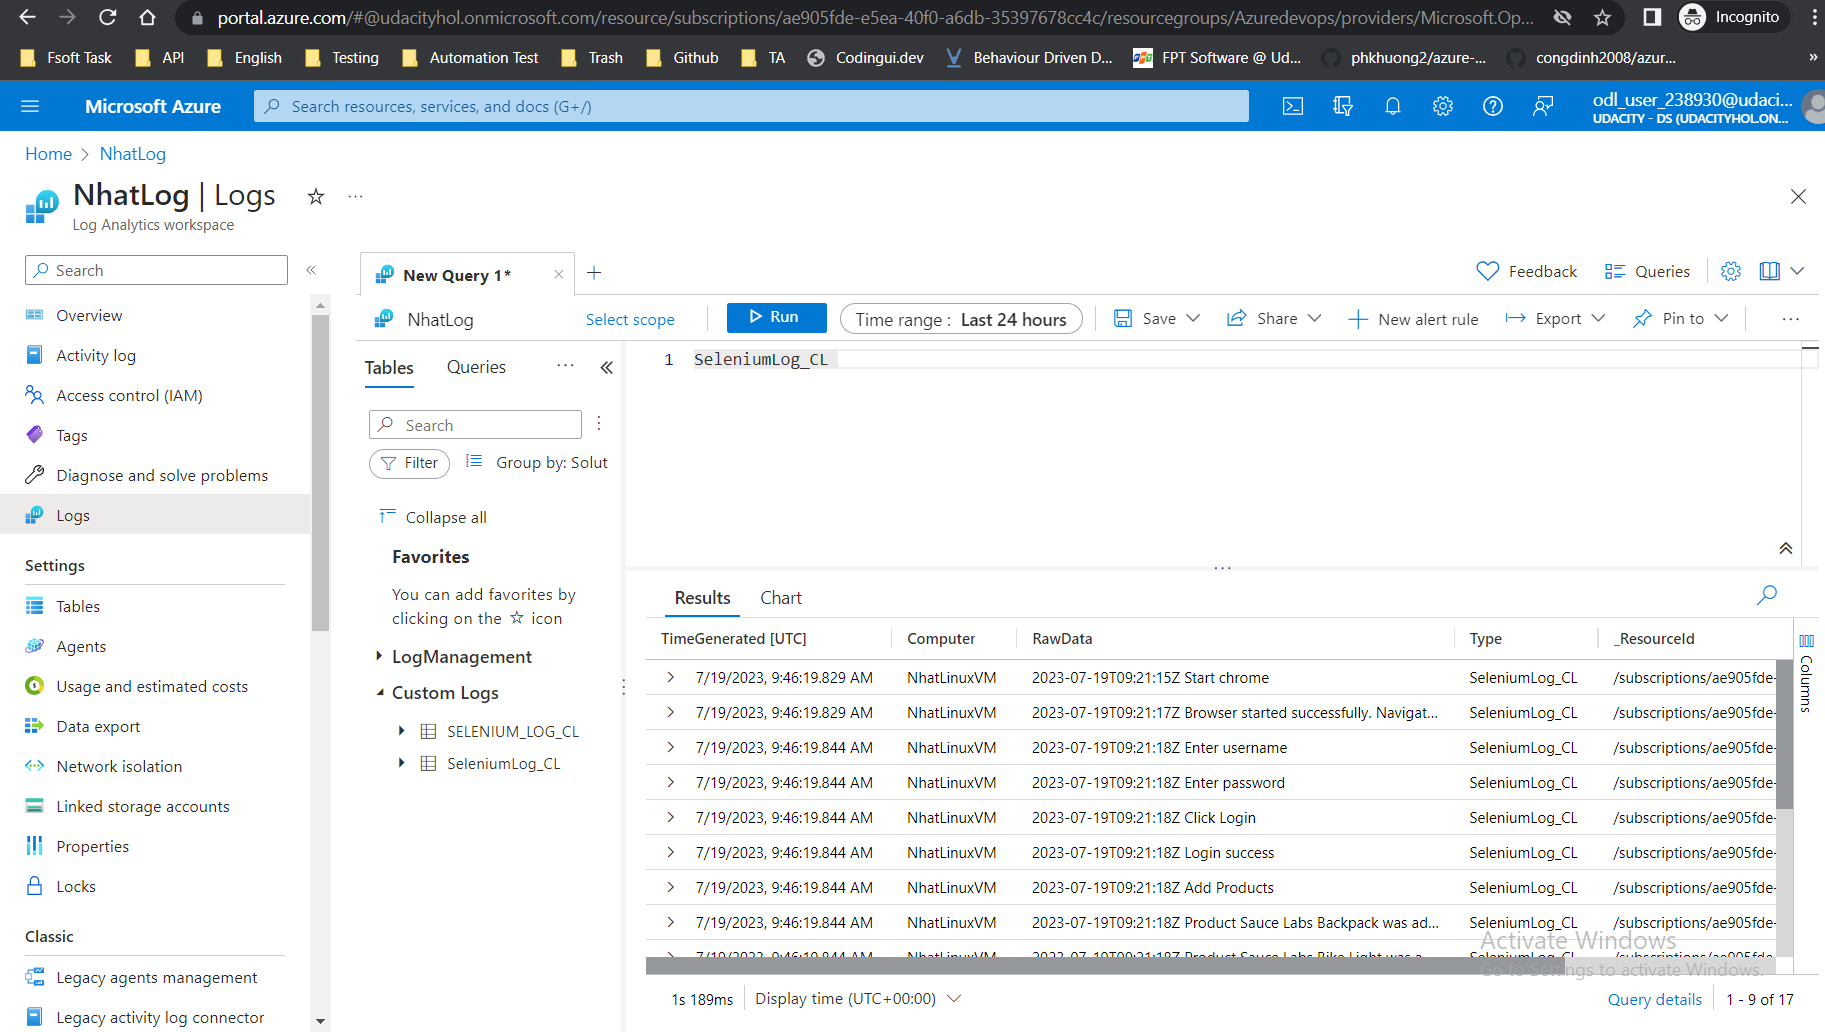 portal.azure.com/#@udacityhol.onmicrosoft.com/resource/subscriptions/ae905fde-e5ea-40f0-a6db-35397678cc4c/resourcegroups/Azuredevops/providers/Microsoft.Op...
Incognito
Fsoft Task API English Testing Automation Test Trash Github TA Codingui.dev Behaviour Driven D... FPT Software @ Ud... phkhuong2/azure-... congdinh2008/azur... »
Microsoft Azure
Search resources, services, and docs (G+/)
odl_user_238930@udaci...
UDACITY - DS (UDACITYHOL.ON...
Home > NhatLog
NhatLog | Logs
Log Analytics workspace
Search
Overview
Activity log
Access control (IAM)
Tags
Diagnose and solve problems
Logs
Settings
Tables
Agents
Usage and estimated costs
Data export
Network isolation
Linked storage accounts
Properties
Locks
Classic
Legacy agents management
Legacy activity log connector
New Query 1*
Feedback
Queries
NhatLog
Select scope
Run
Time range : Last 24 hours
Save
Share
New alert rule
Export
Pin to
Tables
Queries
Search
Filter
Group by: Solut
Collapse all
Favorites
You can add favorites by
clicking on the ☆ icon
LogManagement
Custom Logs
SELENIUM_LOG_CL
SeleniumLog_CL
1 SeleniumLog_CL
Results
Chart
TimeGenerated [UTC] Computer RawData Type _ResourceId
7/19/2023, 9:46:19.829 AM NhatLinuxVM 2023-07-19T09:21:15Z Start chrome SeleniumLog_CL /subscriptions/ae905fde-
7/19/2023, 9:46:19.829 AM NhatLinuxVM 2023-07-19T09:21:17Z Browser started successfully. Navigat... SeleniumLog_CL /subscriptions/ae905fde-
7/19/2023, 9:46:19.844 AM NhatLinuxVM 2023-07-19T09:21:18Z Enter username SeleniumLog_CL /subscriptions/ae905fde-
7/19/2023, 9:46:19.844 AM NhatLinuxVM 2023-07-19T09:21:18Z Enter password SeleniumLog_CL /subscriptions/ae905fde-
7/19/2023, 9:46:19.844 AM NhatLinuxVM 2023-07-19T09:21:18Z Click Login SeleniumLog_CL /subscriptions/ae905fde-
7/19/2023, 9:46:19.844 AM NhatLinuxVM 2023-07-19T09:21:18Z Login success SeleniumLog_CL /subscriptions/ae905fde-
7/19/2023, 9:46:19.844 AM NhatLinuxVM 2023-07-19T09:21:18Z Add Products SeleniumLog_CL /subscriptions/ae905fde-
7/19/2023, 9:46:19.844 AM NhatLinuxVM 2023-07-19T09:21:18Z Product Sauce Labs Backpack was ad... SeleniumLog_CL /subscriptions/ae905fde-
Columns
Activate Windows
Go to Settings to activate Windows.
1s 189ms
Display time (UTC+00:00)
Query details
1 - 9 of 17